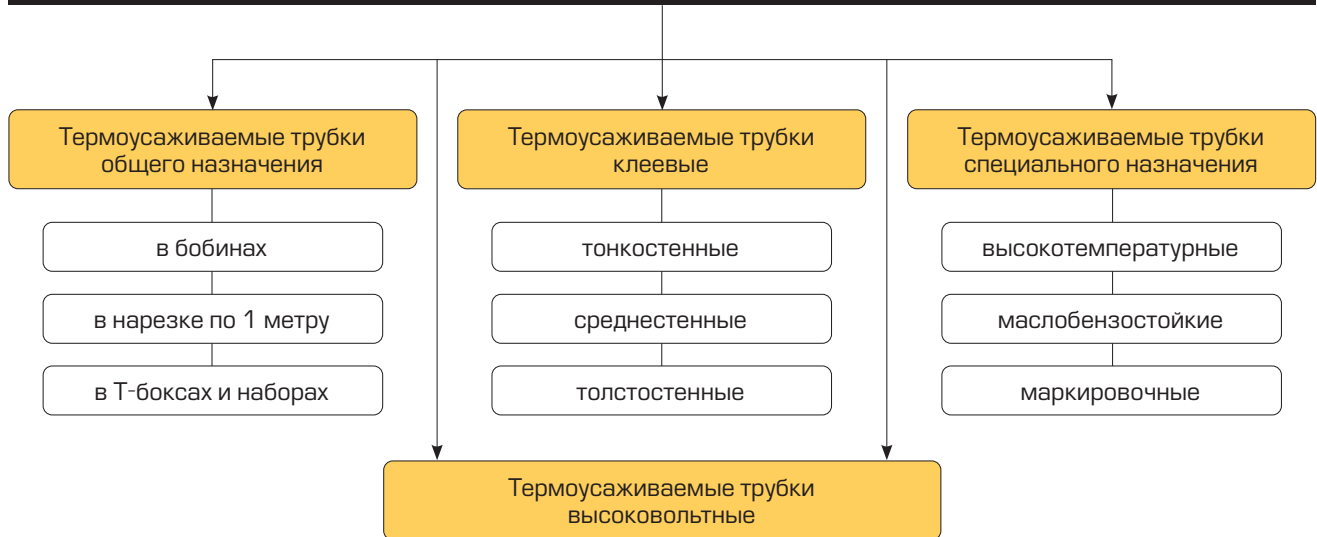 Термоусаживаемые трубки
общего назначения
в бобинах
в нарезке по 1 метру
в Т-боксах и наборах
Термоусаживаемые трубки
клеевые
тонкостенные
среднестенные
толстостенные
Термоусаживаемые трубки
специального назначения
высокотемпературные
маслобензостойкие
маркировочные
Термоусаживаемые трубки
высоковольтные